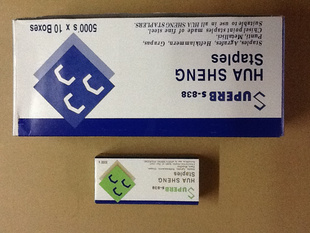 SUPERB S-838
HUA SHENG
Staples
Staples, Agrafes, Heftklammern, Grapas,
Punti, Metallici.
Chisel point staples made of fine steel.
Suitable to use in all HUA SHENG STAPLERS
5000's x 10 Boxes
SUPERB S-838
HUA SHENG
Staples